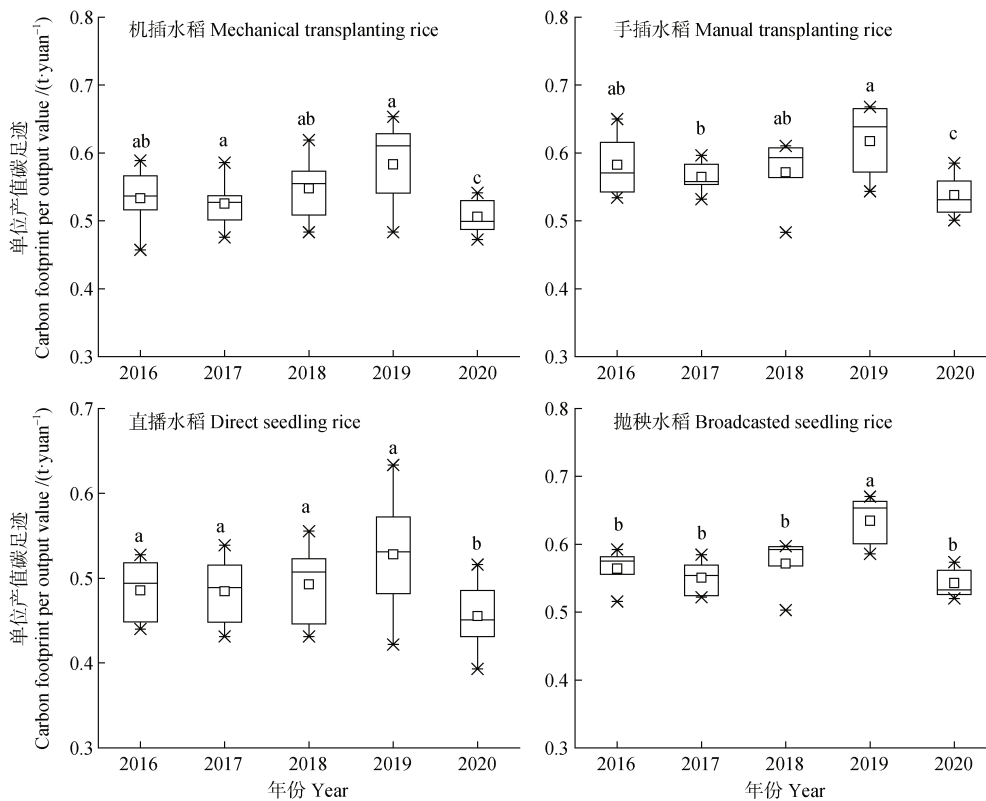 机插水稻 Mechanical transplanting rice
单位产值碳足迹
Carbon footprint per output value /(t·yuan⁻¹)
0.8
0.7
0.6
0.5
0.4
0.3
ab
a
ab
a
c
2016
2017
2018
2019
2020
手插水稻 Manual transplanting rice
0.8
0.7
0.6
0.5
0.4
0.3
ab
b
ab
a
c
2016
2017
2018
2019
2020
直播水稻 Direct seedling rice
单位产值碳足迹
Carbon footprint per output value /(t·yuan⁻¹)
0.7
0.6
0.5
0.4
0.3
a
a
a
a
b
2016
2017
2018
2019
2020
年份 Year
抛秧水稻 Broadcasted seedling rice
0.8
0.7
0.6
0.5
0.4
0.3
b
b
b
a
b
2016
2017
2018
2019
2020
年份 Year